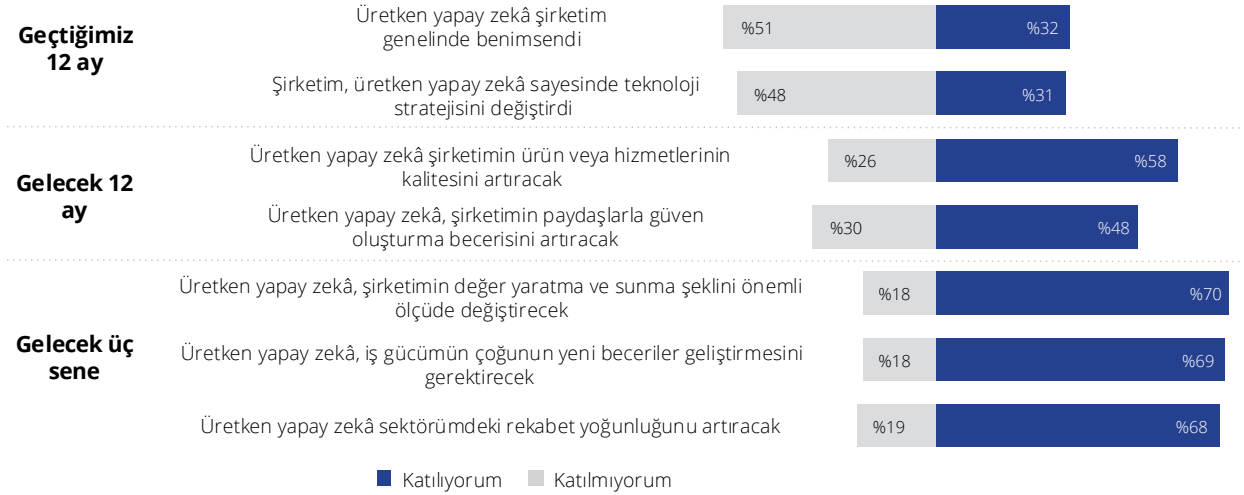 Geçtiğimiz
12 ay
Üretken yapay zekâ şirketim
genelinde benimsendi
%51
%32
Şirketim, üretken yapay zekâ sayesinde teknoloji
stratejisini değiştirdi
%48
%31
Gelecek 12
ay
Üretken yapay zekâ şirketimin ürün veya hizmetlerinin
kalitesini artıracak
%26
%58
Üretken yapay zekâ, şirketimin paydaşlarla güven
oluşturma becerisini artıracak
%30
%48
Gelecek üç
sene
Üretken yapay zekâ, şirketimin değer yaratma ve sunma şeklini önemli
ölçüde değiştirecek
%18
%70
Üretken yapay zekâ, iş gücümün çoğunun yeni beceriler geliştirmesini
gerektirecek
%18
%69
Üretken yapay zekâ sektörümdeki rekabet yoğunluğunu artıracak
%19
%68
Katılıyorum
Katılmıyorum